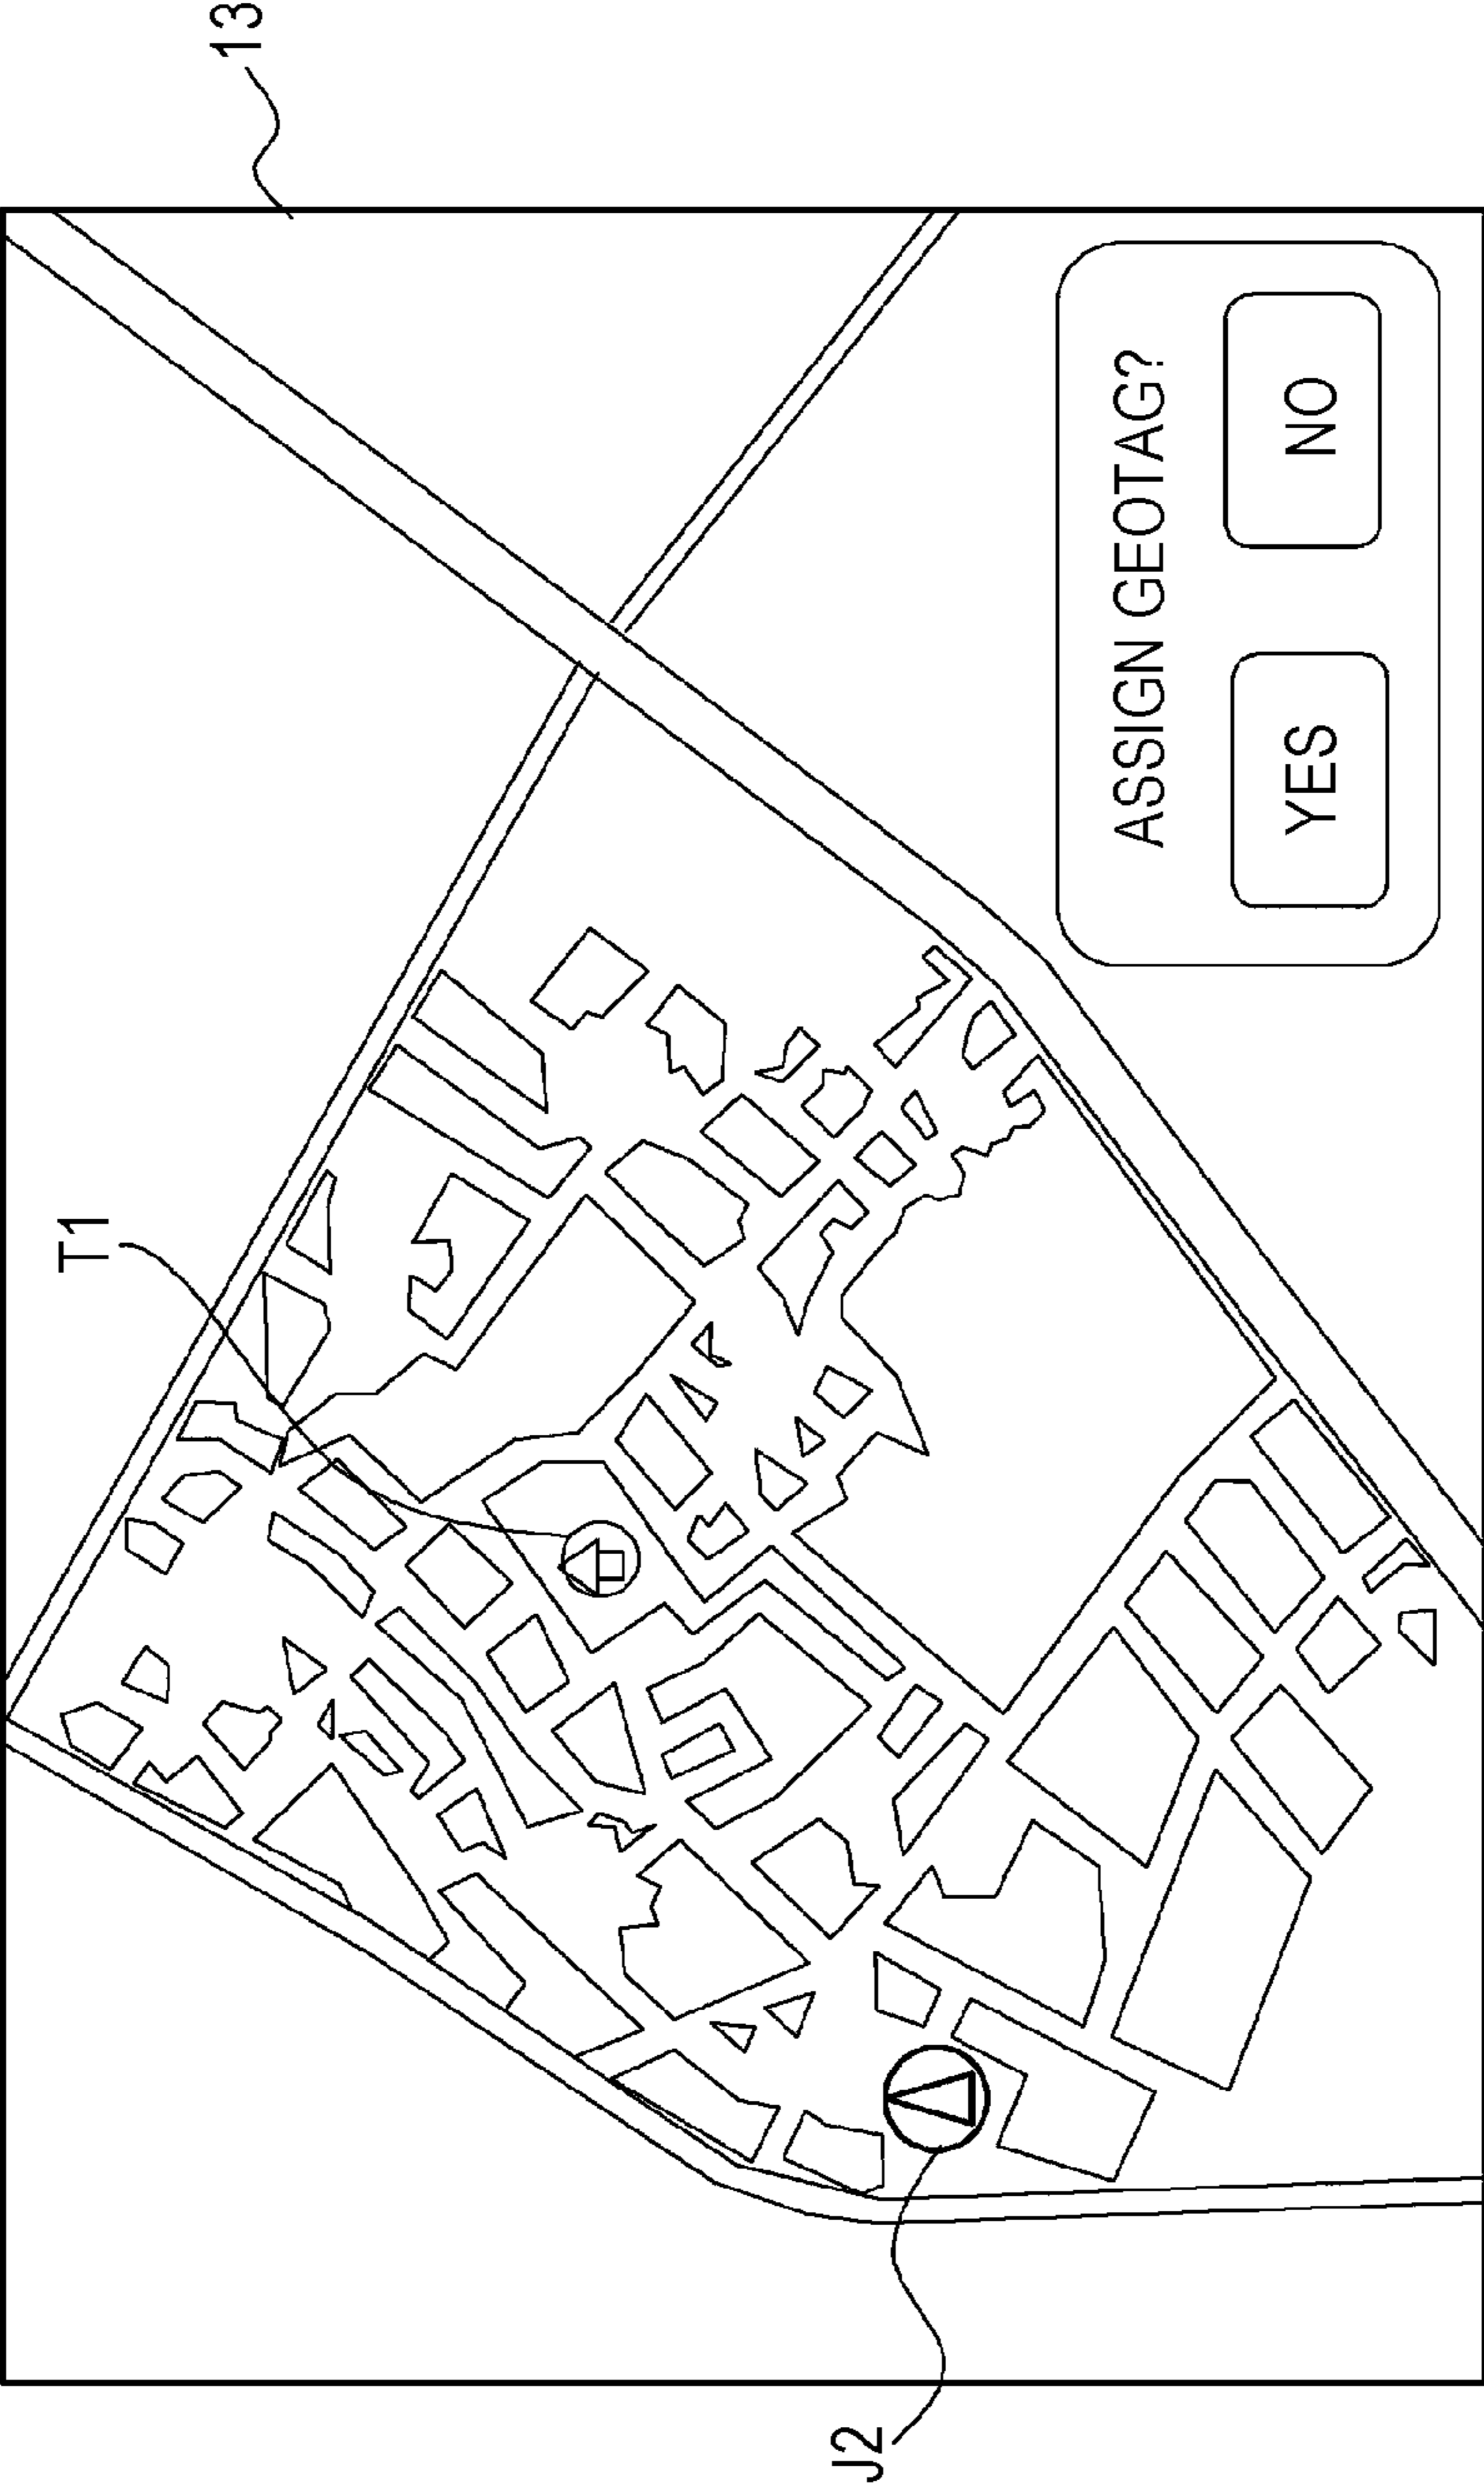 T1
13
J2
ASSIGN GEOTAG?
YES
NO